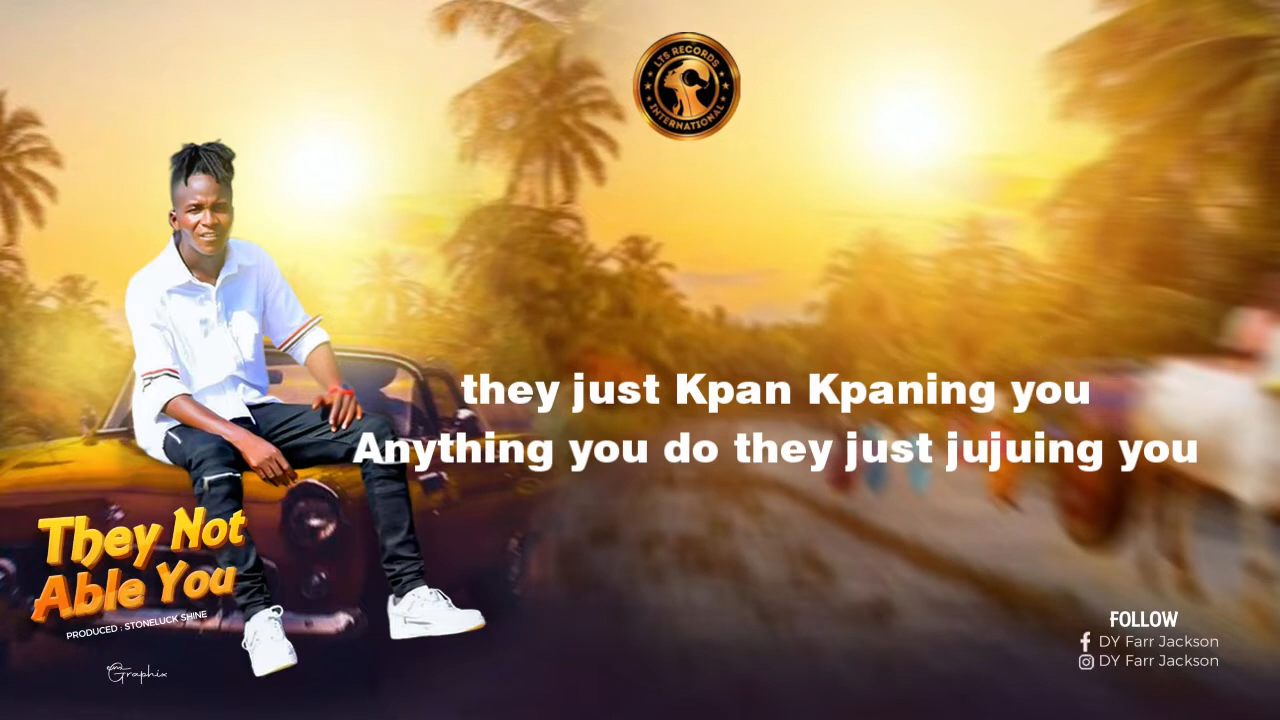 LTS RECORDS
INTERNATIONAL
they just Kpan Kpaning you
Anything you do they just jujuing you
They Not
Able You
PRODUCED : STONELUCK SHINE
Graphix
FOLLOW
DY Farr Jackson
DY Farr Jackson